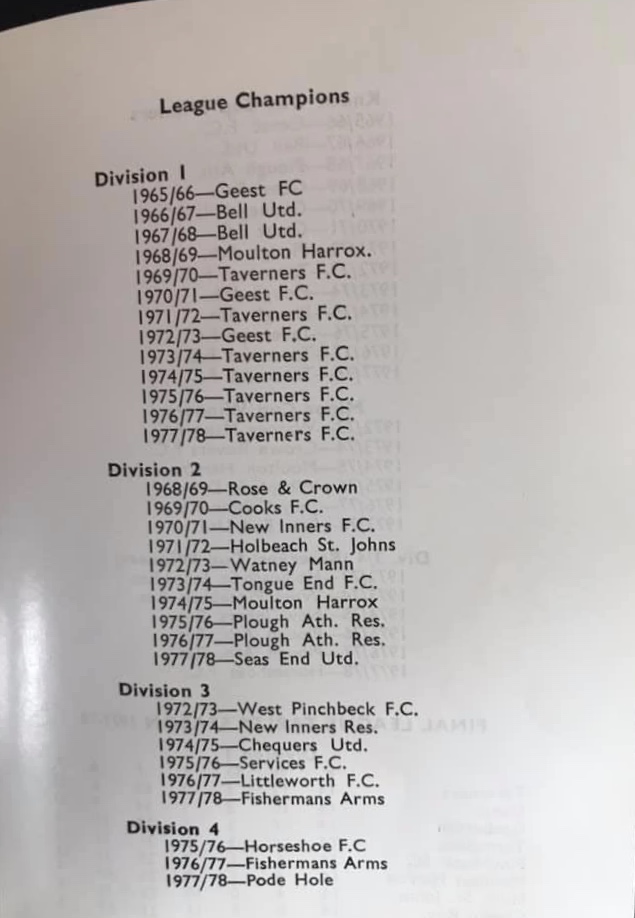 League Champions
Division 1
1965/66—Geest FC
1966/67—Bell Utd.
1967/68—Bell Utd.
1968/69—Moulton Harrox.
1969/70—Taverners F.C.
1970/71—Geest F.C.
1971/72—Taverners F.C.
1972/73—Geest F.C.
1973/74—Taverners F.C.
1974/75—Taverners F.C.
1975/76—Taverners F.C.
1976/77—Taverners F.C.
1977/78—Taverners F.C.
Division 2
1968/69—Rose & Crown
1969/70—Cooks F.C.
1970/71—New Inners F.C.
1971/72—Holbeach St. Johns
1972/73—Watney Mann
1973/74—Tongue End F.C.
1974/75—Moulton Harrox
1975/76—Plough Ath. Res.
1976/77—Plough Ath. Res.
1977/78—Seas End Utd.
Division 3
1972/73—West Pinchbeck F.C.
1973/74—New Inners Res.
1974/75—Chequers Utd.
1975/76—Services F.C.
1976/77—Littleworth F.C.
1977/78—Fishermans Arms
Division 4
1975/76—Horseshoe F.C
1976/77—Fishermans Arms
1977/78—Pode Hole